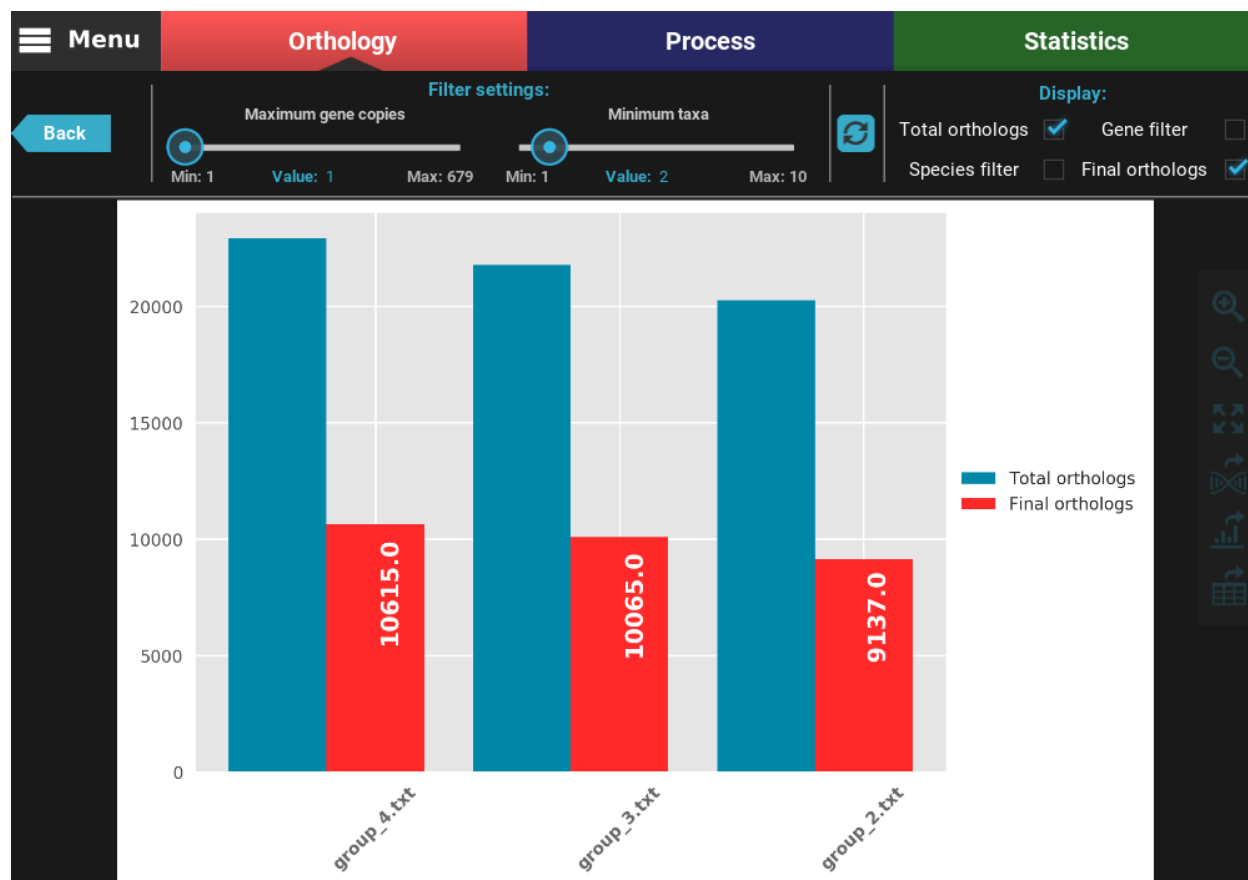 Menu
Orthology
Process
Statistics
Back
Filter settings:
Maximum gene copies
Min: 1
Value: 1
Max: 679
Minimum taxa
Min: 1
Value: 2
Max: 10
Display:
Total orthologs
Gene filter
Species filter
Final orthologs
20000
15000
10000
5000
0
10615.0
10065.0
9137.0
group_4.txt
group_3.txt
group_2.txt
Total orthologs
Final orthologs